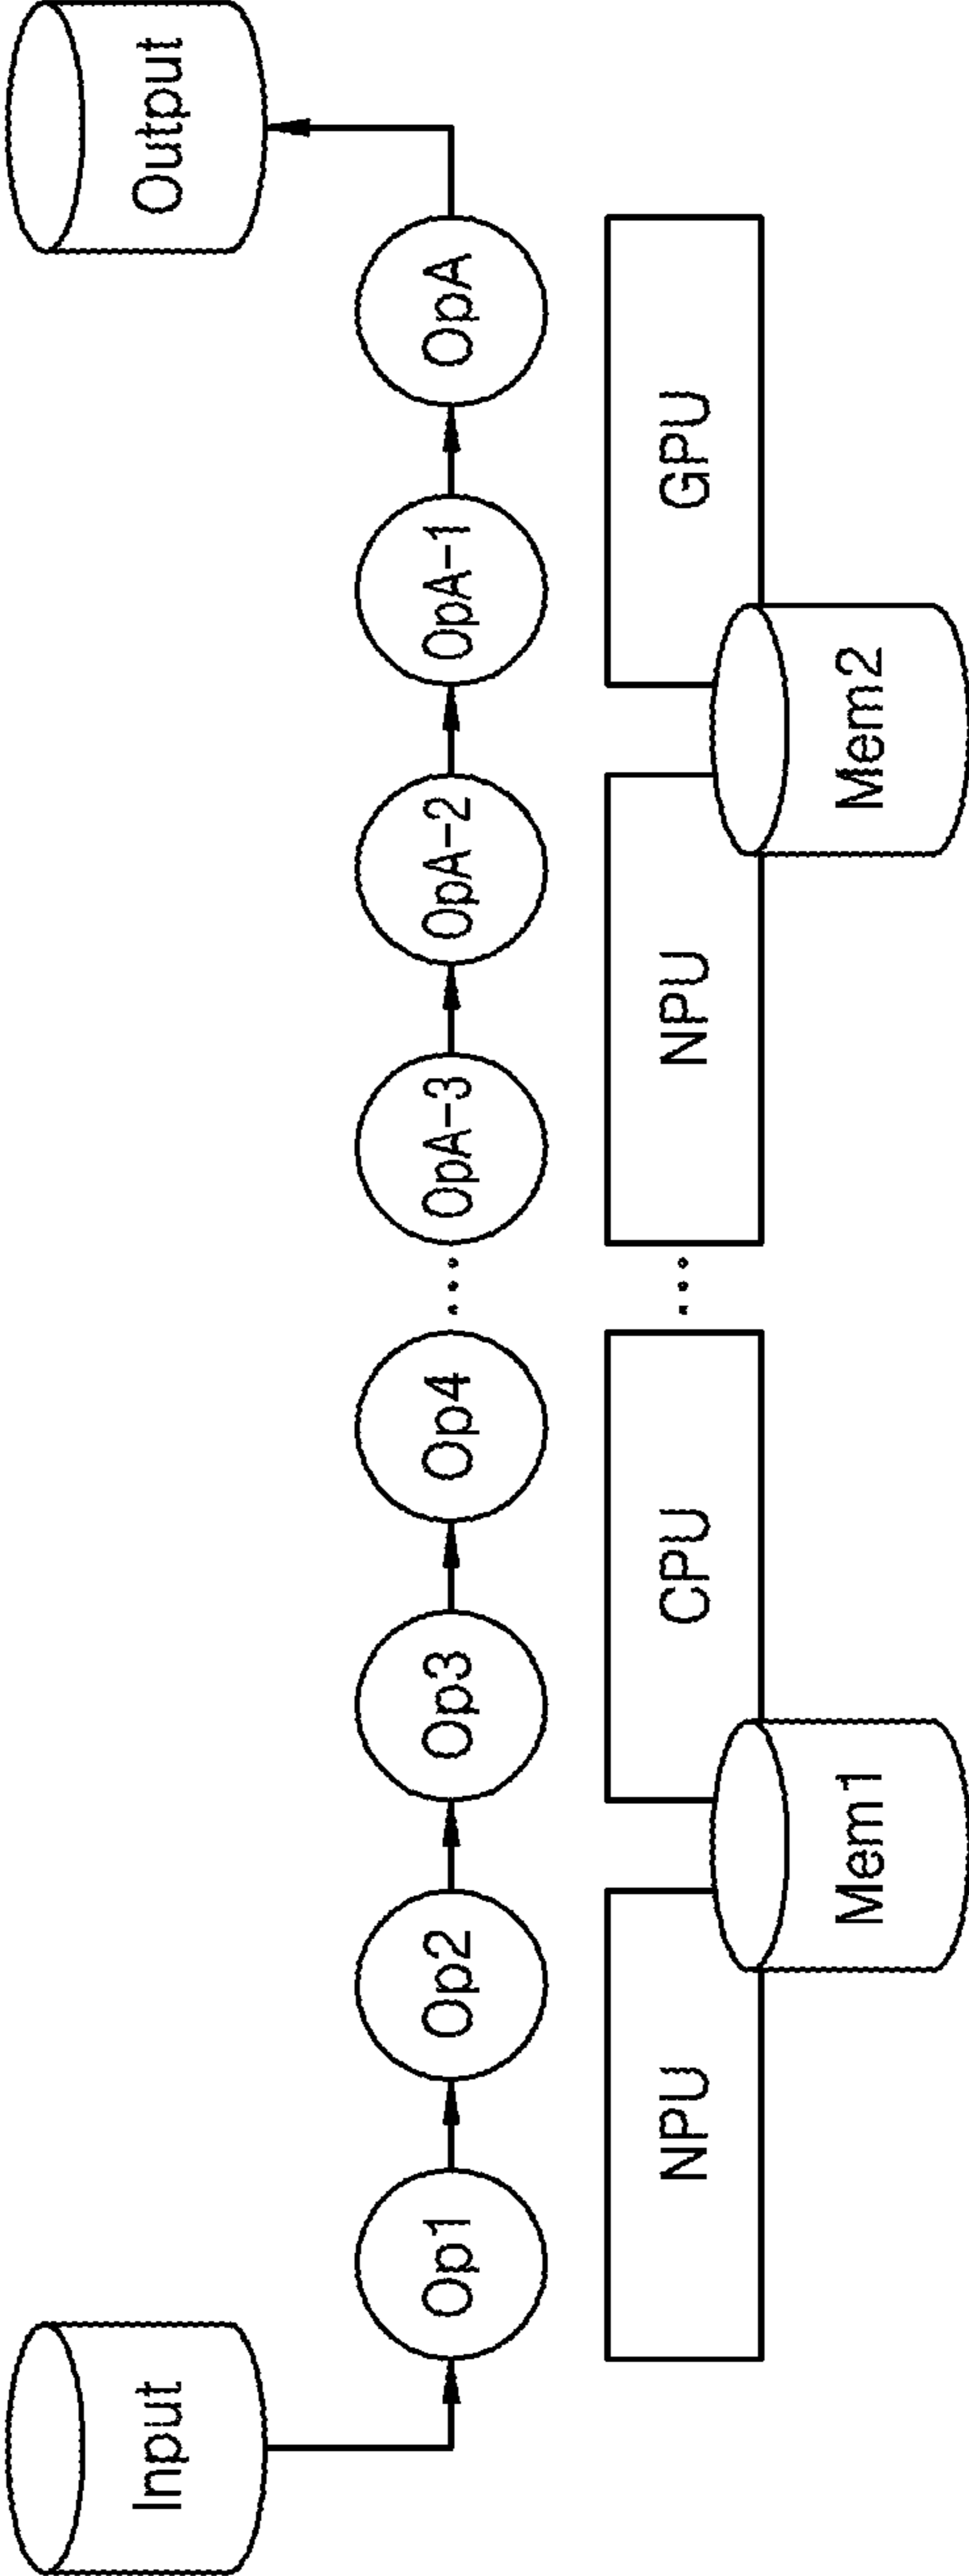 Input
Output
Op1
Op2
Op3
Op4
...
OpA-3
OpA-2
OpA-1
OpA
NPU
CPU
...
NPU
GPU
Mem1
Mem2